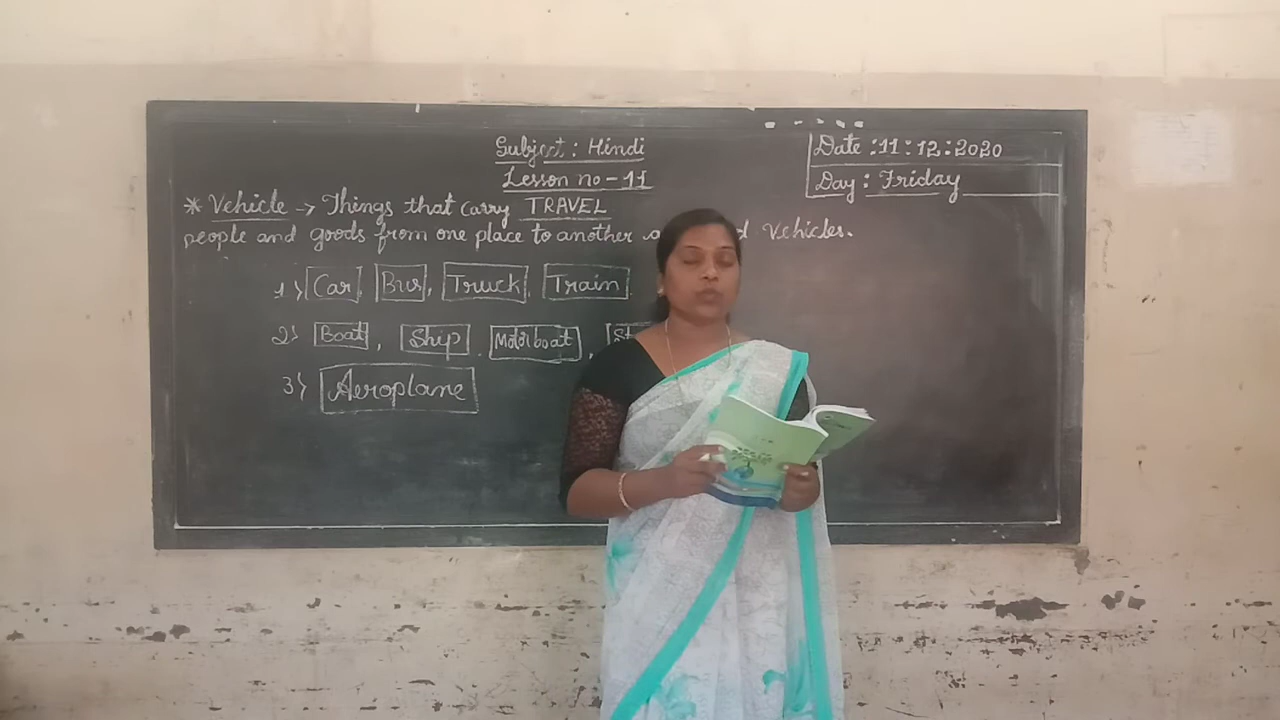 Subject : Hindi
Lesson no - 11
Date : 11 : 12 : 2020
Day : Friday
* Vehicle → Things that carry TRAVEL
people and goods from one place to another Vehicles.
1) Car, Bus, Truck, Train
2) Boat, Ship, Motorboat,
3) Aeroplane